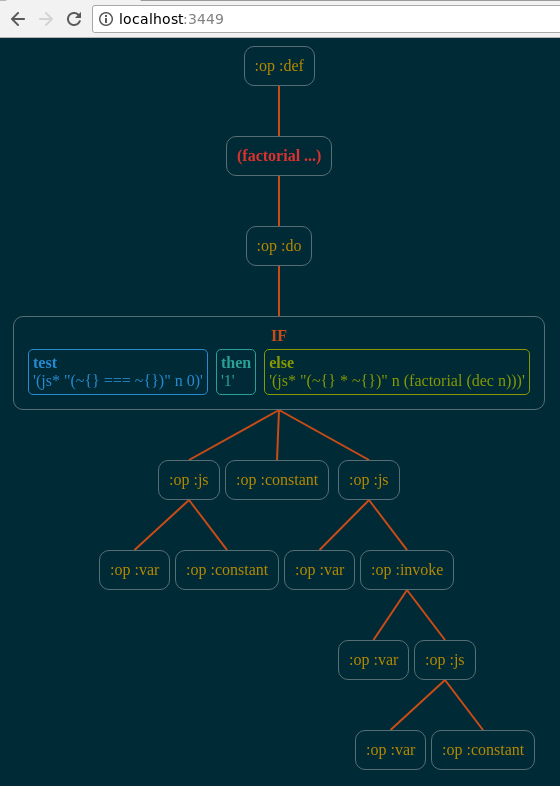 localhost:3449
:op :def
(factorial ...)
:op :do
IF
test
'(js* "(~{} === ~{})" n 0)'
then
'1'
else
'(js* "(~{} * ~{})" n (factorial (dec n)))'
:op :js
:op :constant
:op :js
:op :var
:op :constant
:op :var
:op :invoke
:op :var
:op :js
:op :var
:op :constant